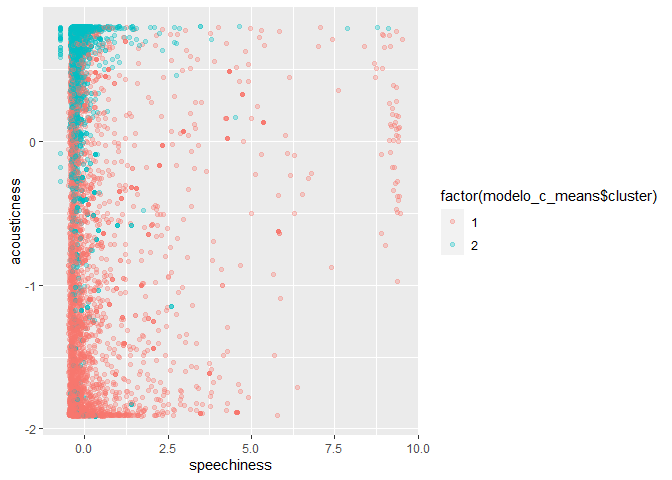 0
-1
-2
acousticness
0.0 2.5 5.0 7.5 10.0
speechiness
factor(modelo_c_means$cluster)
1
2